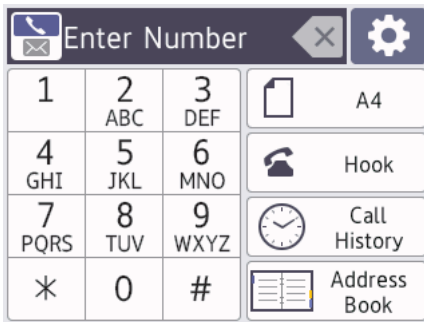 Enter Number
1
2
3
ABC
DEF
A4
4
5
6
GHI
JKL
MNO
Hook
7
8
9
PQRS
TUV
WXYZ
Call
History
*
0
#
Address
Book